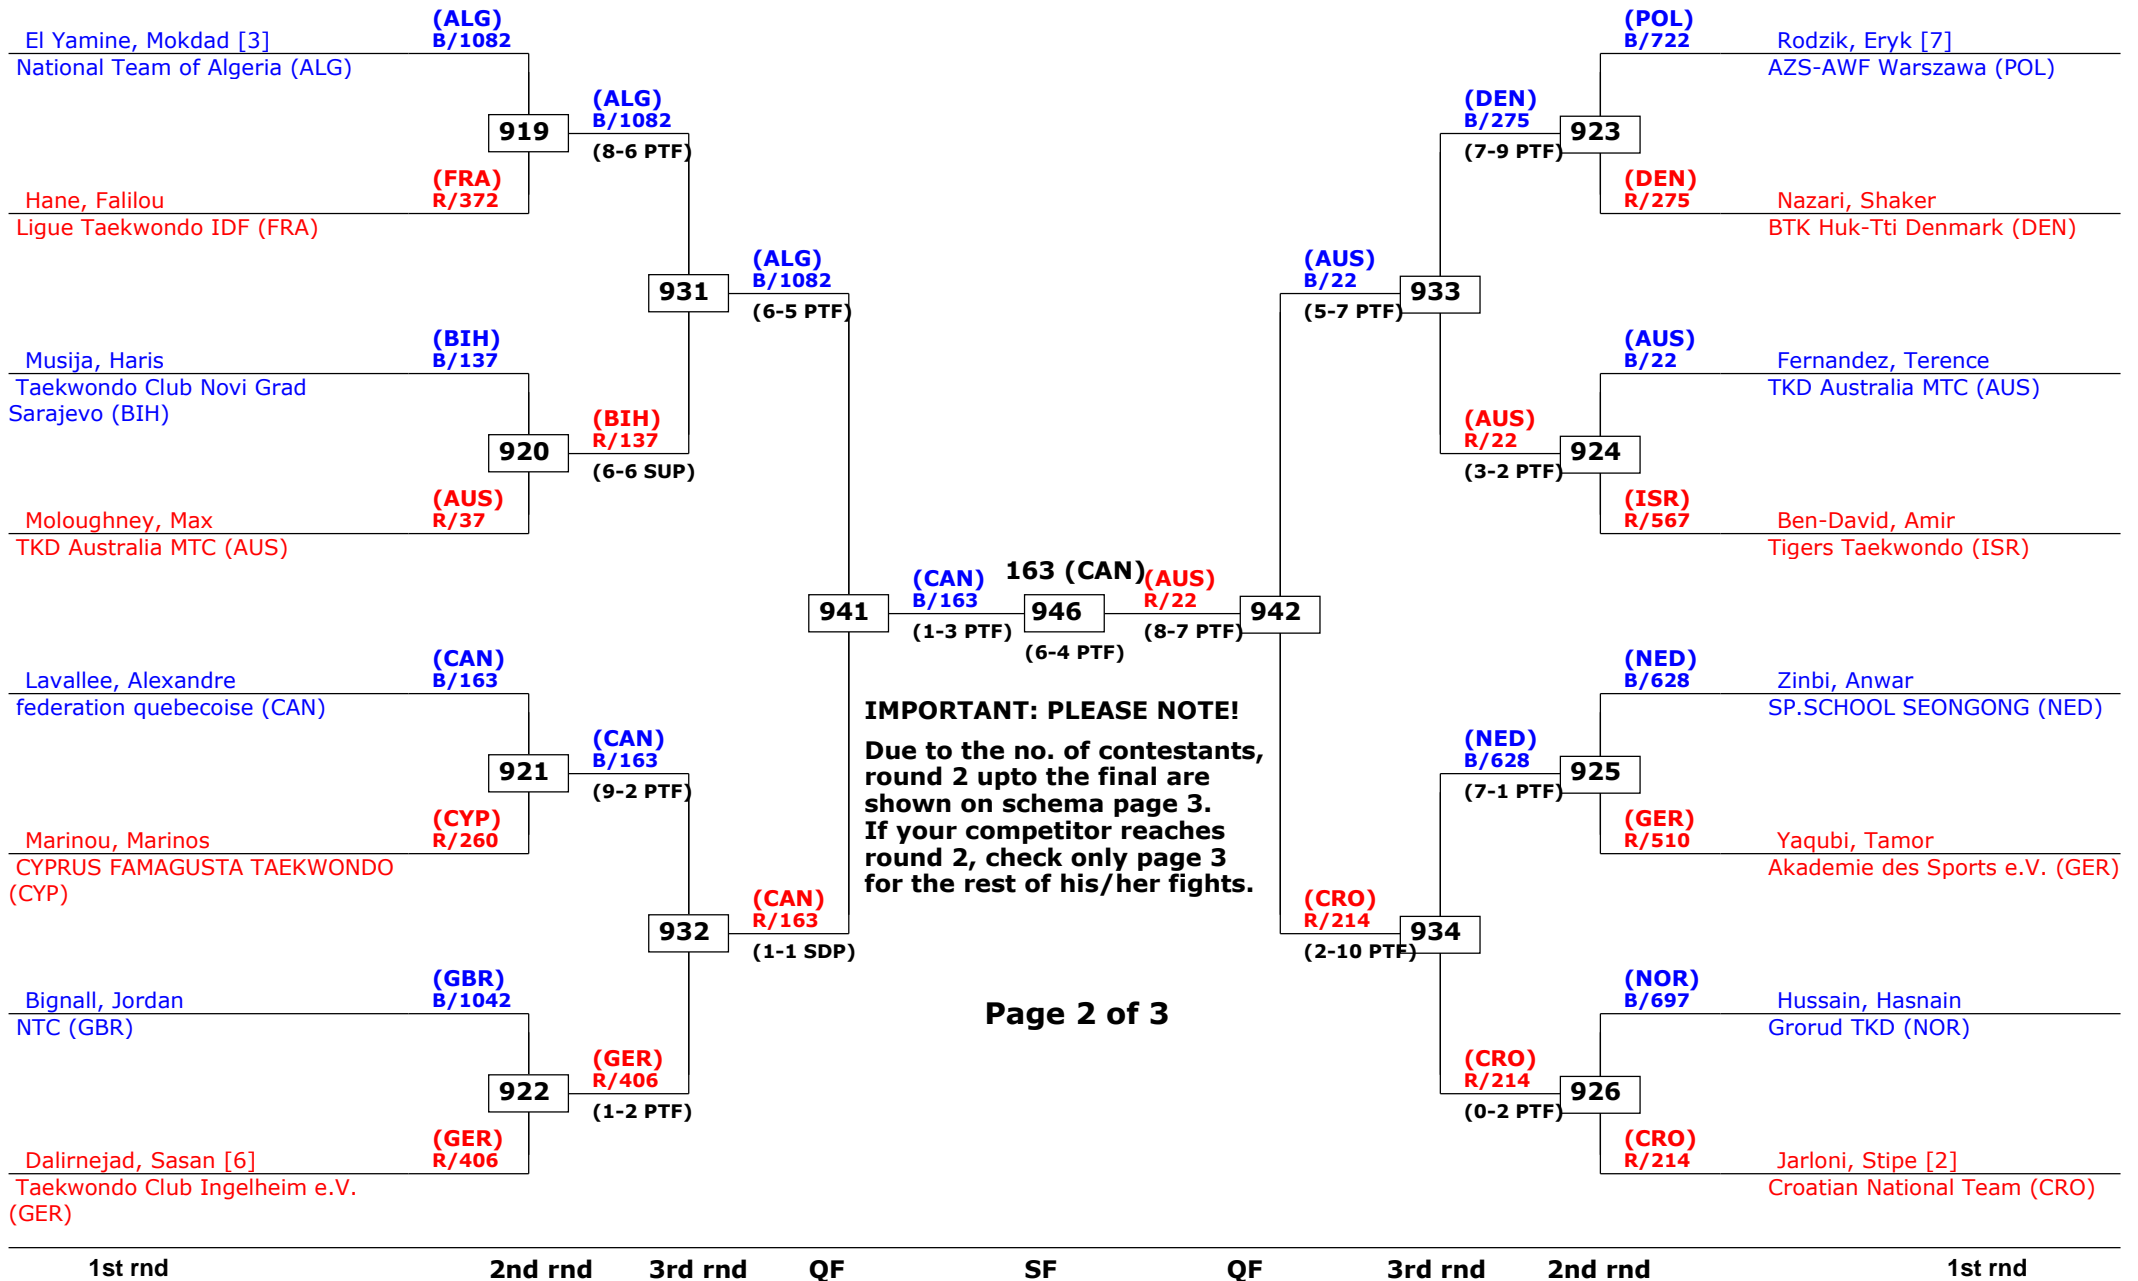 (ALG)
El Yamine, Mokdad [3] B/1082
National Team of Algeria (ALG)
(ALG)
919 B/1082
(8-6 PTF)
(FRA)
Hane, Falilou R/372
Ligue Taekwondo IDF (FRA)
(ALG)
931 B/1082
(6-5 PTF)
(BIH)
Musija, Haris B/137
Taekwondo Club Novi Grad
Sarajevo (BIH)
(BIH)
920 R/137
(6-6 SUP)
(AUS)
Moloughney, Max R/37
TKD Australia MTC (AUS)
(CAN)
941 B/163
(1-3 PTF)
(CAN)
Lavallee, Alexandre B/163
federation quebecoise (CAN)
(CAN)
921 B/163
(9-2 PTF)
(CYP)
Marinou, Marinos R/260
CYPRUS FAMAGUSTA TAEKWONDO
(CYP)
(CAN)
932 R/163
(1-1 SDP)
(GBR)
Bignall, Jordan B/1042
NTC (GBR)
(GER)
922 R/406
(1-2 PTF)
(GER)
Dalirnejad, Sasan [6] R/406
Taekwondo Club Ingelheim e.V.
(GER)
163 (CAN)
946
(6-4 PTF)
IMPORTANT: PLEASE NOTE!
Due to the no. of contestants,
round 2 upto the final are
shown on schema page 3.
If your competitor reaches
round 2, check only page 3
for the rest of his/her fights.
Page 2 of 3
(POL)
B/722 Rodzik, Eryk [7]
AZS-AWF Warszawa (POL)
(DEN)
B/275 923
(7-9 PTF)
(DEN)
R/275 Nazari, Shaker
BTK Huk-Tti Denmark (DEN)
(AUS)
B/22 933
(5-7 PTF)
(AUS)
B/22 Fernandez, Terence
TKD Australia MTC (AUS)
(AUS)
R/22 924
(3-2 PTF)
(ISR)
R/567 Ben-David, Amir
Tigers Taekwondo (ISR)
(AUS)
R/22 942
(8-7 PTF)
(NED)
B/628 Zinbi, Anwar
SP.SCHOOL SEONGONG (NED)
(NED)
B/628 925
(7-1 PTF)
(GER)
R/510 Yaqubi, Tamor
Akademie des Sports e.V. (GER)
(CRO)
R/214 934
(2-10 PTF)
(NOR)
B/697 Hussain, Hasnain
Grorud TKD (NOR)
(CRO)
R/214 926
(0-2 PTF)
(CRO)
R/214 Jarloni, Stipe [2]
Croatian National Team (CRO)
1st rnd 2nd rnd 3rd rnd QF SF QF 3rd rnd 2nd rnd 1st rnd